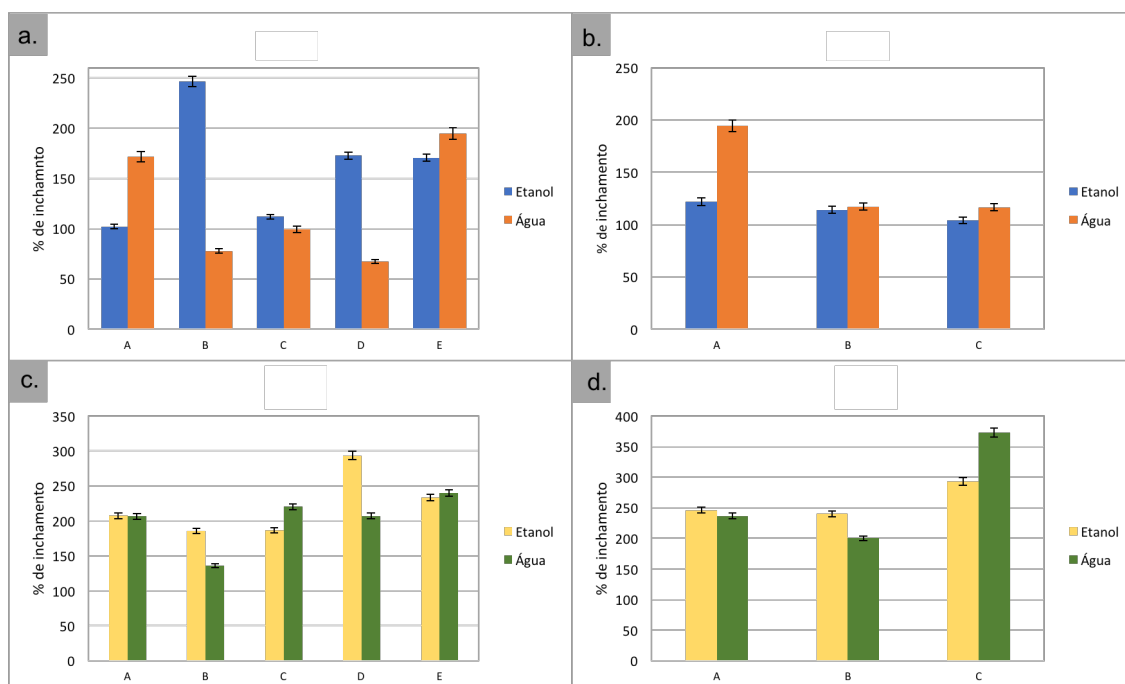 a.
% de inchamnto
250
200
150
100
50
0
A B C D E
Etanol
Água
b.
% de inchamento
250
200
150
100
50
0
A B C
Etanol
Água
c.
% de inchamento
350
300
250
200
150
100
50
0
A B C D E
Etanol
Água
d.
% de inchamento
400
350
300
250
200
150
100
50
0
A B C
Etanol
Água